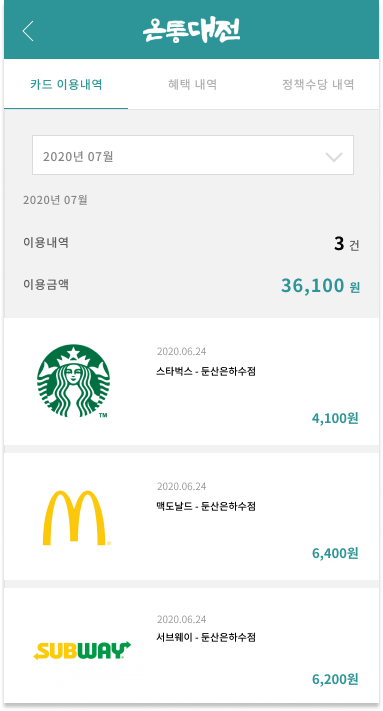 온통대전
카드 이용내역 혜택 내역 정책수당 내역
2020년 07월
2020년 07월
이용내역 3 건
이용금액 36,100 원
2020.06.24
스타벅스 - 둔산은하수점
TM
4,100원
2020.06.24
맥도날드 - 둔산은하수점
6,400원
2020.06.24
서브웨이 - 둔산은하수점
SUBWAY
6,200원